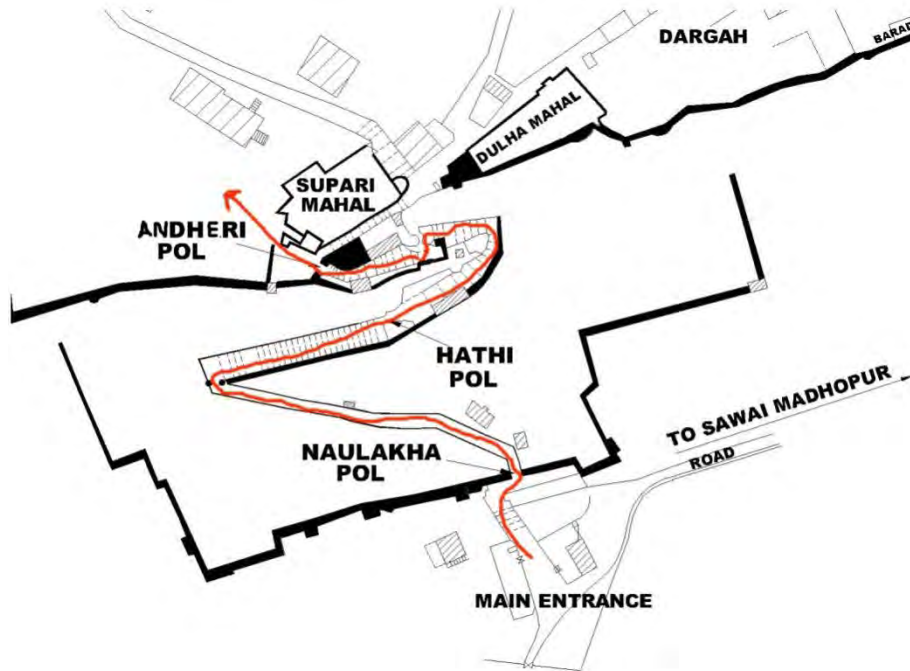 DARGAH
BARAD
DULHA MAHAL
SUPARI
MAHAL
ANDHERI
POL
HATHI
POL
TO SAWAI MADHOPUR
ROAD
NAULAKHA
POL
MAIN ENTRANCE